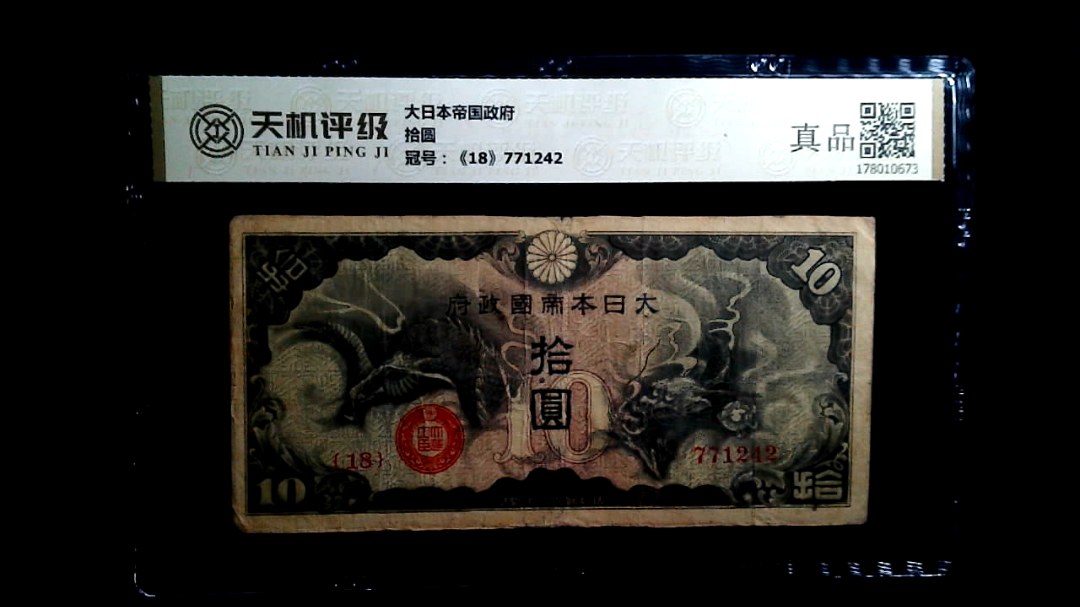 天机评级
TIAN JI PING JI
大日本帝国政府
拾圆
冠号：《18》771242
真品
178010673
拾
10
府政國帝本日大
拾
圓
10
{18}
771242
10
拾